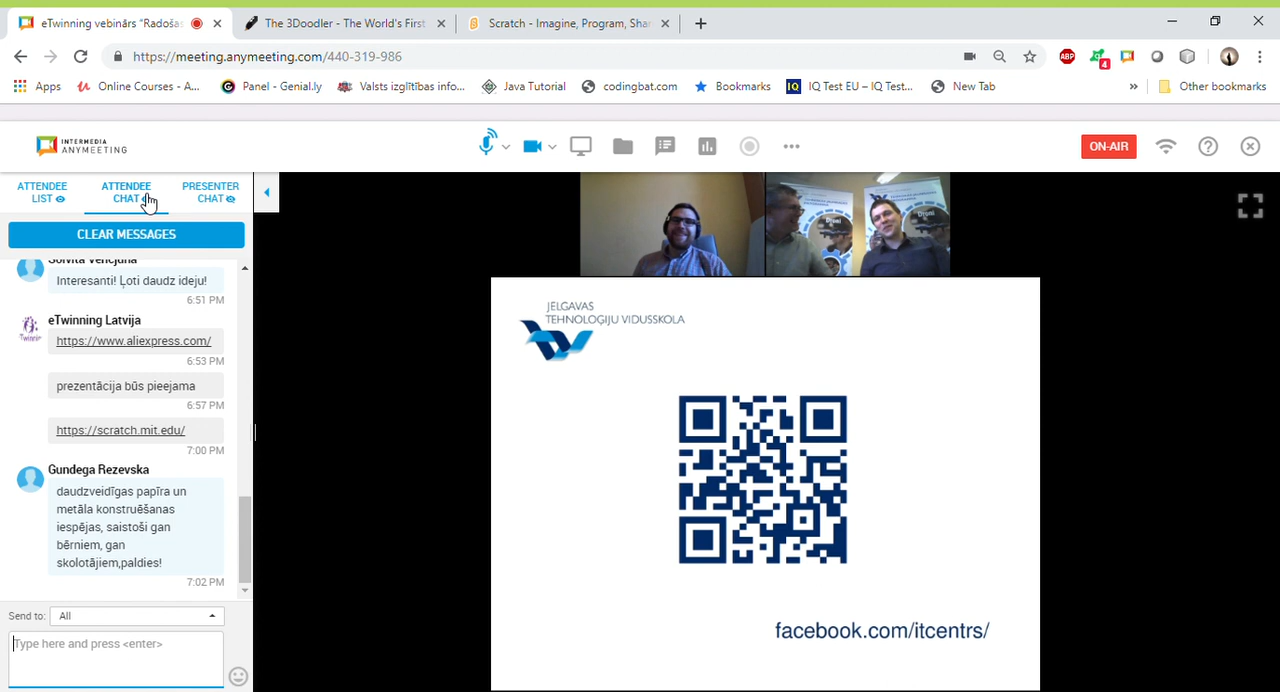 eTwinning vebinārs "Radošas
The 3Doodler - The World's First
Scratch - Imagine, Program, Shar
https://meeting.anymeeting.com/440-319-986
ABP
4
Apps
Online Courses - A...
Panel - Genial.ly
Valsts izglītības info...
Java Tutorial
codingbat.com
Bookmarks
IQ
IQ Test EU – IQ Test...
New Tab
»
Other bookmarks
INTERMEDIA
ANYMEETING
ON-AIR
ATTENDEE
LIST
ATTENDEE
CHAT
PRESENTER
CHAT
CLEAR MESSAGES
Interesanti! Ļoti daudz ideju!
6:51 PM
eTwinning Latvija
https://www.aliexpress.com/
6:53 PM
prezentācija būs pieejama
6:57 PM
https://scratch.mit.edu/
7:00 PM
Gundega Rezevska
daudzveidīgas papīra un
metāla konstruēšanas
iespējas, saistoši gan
bērniem, gan
skolotājiem,paldies!
7:02 PM
Send to:
All
Type here and press <enter>
Droni
JELGAVAS
TEHNOLOĢIJU VIDUSSKOLA
facebook.com/itcentrs/